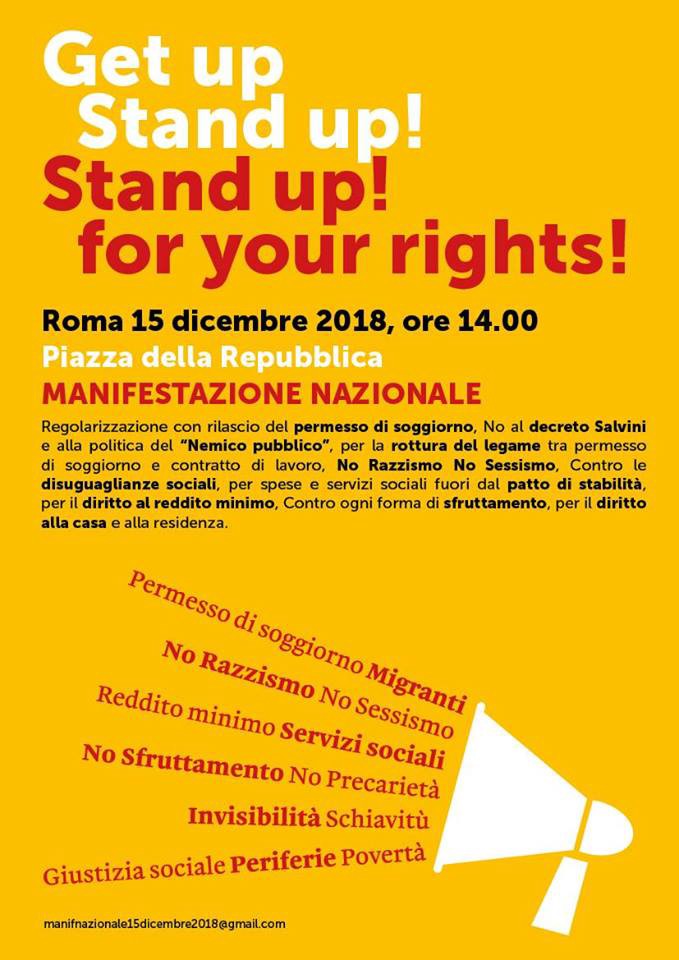 Get up
Stand up!
Stand up!
for your rights!
Roma 15 dicembre 2018, ore 14.00
Piazza della Repubblica
MANIFESTAZIONE NAZIONALE
Regolarizzazione con rilascio del permesso di soggiorno, No al decreto Salvini
e alla politica del “Nemico pubblico”, per la rottura del legame tra permesso
di soggiorno e contratto di lavoro, No Razzismo No Sessismo, Contro le
disuguaglianze sociali, per spese e servizi sociali fuori dal patto di stabilità,
per il diritto al reddito minimo, Contro ogni forma di sfruttamento, per il diritto
alla casa e alla residenza.
Permesso di soggiorno Migranti
No Razzismo No Sessismo
Reddito minimo Servizi sociali
No Sfruttamento No Precarietà
Invisibilità Schiavitù
Giustizia sociale Periferie Povertà
manifnazionale15dicembre2018@gmail.com